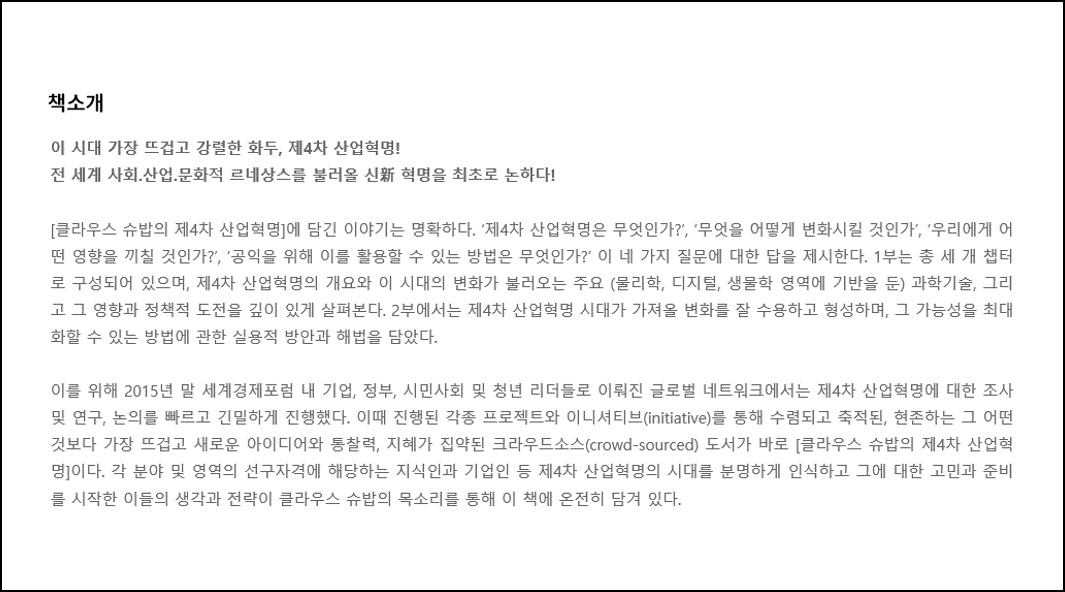 책소개
이 시대 가장 뜨겁고 강렬한 화두, 제4차 산업혁명!
전 세계 사회.산업.문화적 르네상스를 불러올 신新 혁명을 최초로 논하다!
[클라우스 슈밥의 제4차 산업혁명]에 담긴 이야기는 명확하다. ‘제4차 산업혁명은 무엇인가?’, ‘무엇을 어떻게 변화시킬 것인가’, ‘우리에게 어
떤 영향을 끼칠 것인가?’, ‘공익을 위해 이를 활용할 수 있는 방법은 무엇인가?’ 이 네 가지 질문에 대한 답을 제시한다. 1부는 총 세 개 챕터
로 구성되어 있으며, 제4차 산업혁명의 개요와 이 시대의 변화가 불러오는 주요 (물리학, 디지털, 생물학 영역에 기반을 둔) 과학기술, 그리
고 그 영향과 정책적 도전을 깊이 있게 살펴본다. 2부에서는 제4차 산업혁명 시대가 가져올 변화를 잘 수용하고 형성하며, 그 가능성을 최대
화할 수 있는 방법에 관한 실용적 방안과 해법을 담았다.
이를 위해 2015년 말 세계경제포럼 내 기업, 정부, 시민사회 및 청년 리더들로 이뤄진 글로벌 네트워크에서는 제4차 산업혁명에 대한 조사
및 연구, 논의를 빠르고 긴밀하게 진행했다. 이때 진행된 각종 프로젝트와 이니셔티브(initiative)를 통해 수렴되고 축적된, 현존하는 그 어떤
것보다 가장 뜨겁고 새로운 아이디어와 통찰력, 지혜가 집약된 크라우드소스(crowd-sourced) 도서가 바로 [클라우스 슈밥의 제4차 산업혁
명]이다. 각 분야 및 영역의 선구자격에 해당하는 지식인과 기업인 등 제4차 산업혁명의 시대를 분명하게 인식하고 그에 대한 고민과 준비
를 시작한 이들의 생각과 전략이 클라우스 슈밥의 목소리를 통해 이 책에 온전히 담겨 있다.